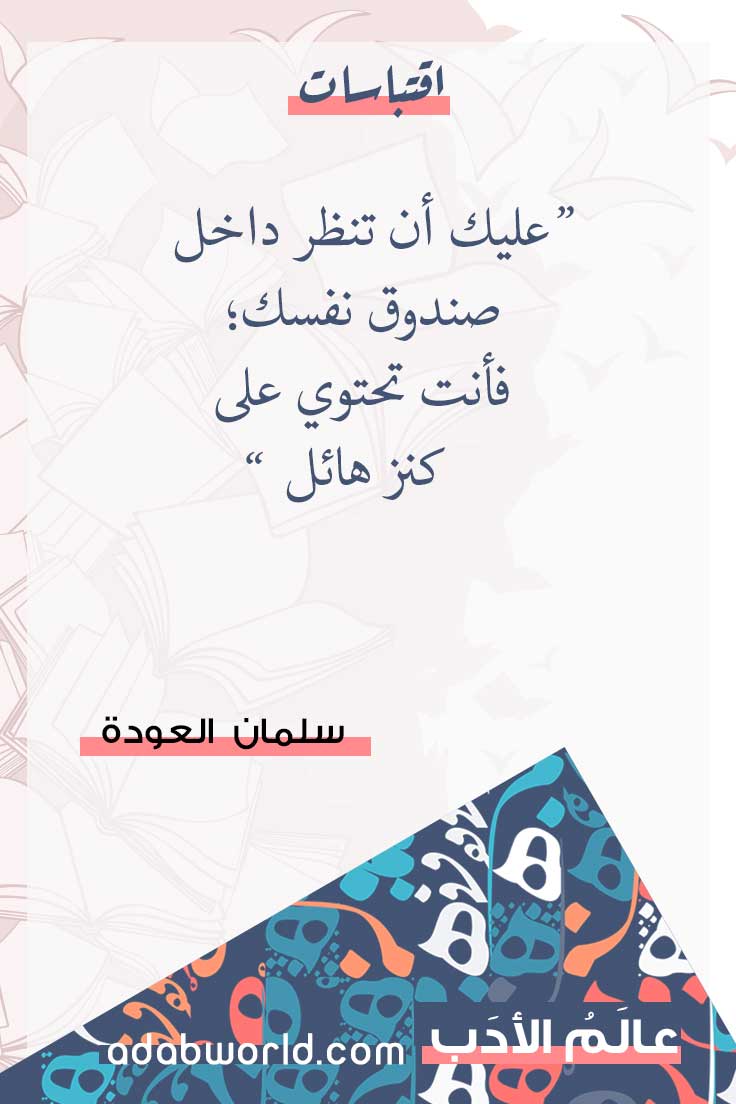 اقتباسات
”عليك أن تنظر داخل
صندوق نفسك؛
فأنت تحتوي على
كنز هائل “
سلمان العودة
عالَمُ الأدَب
adabworld.com